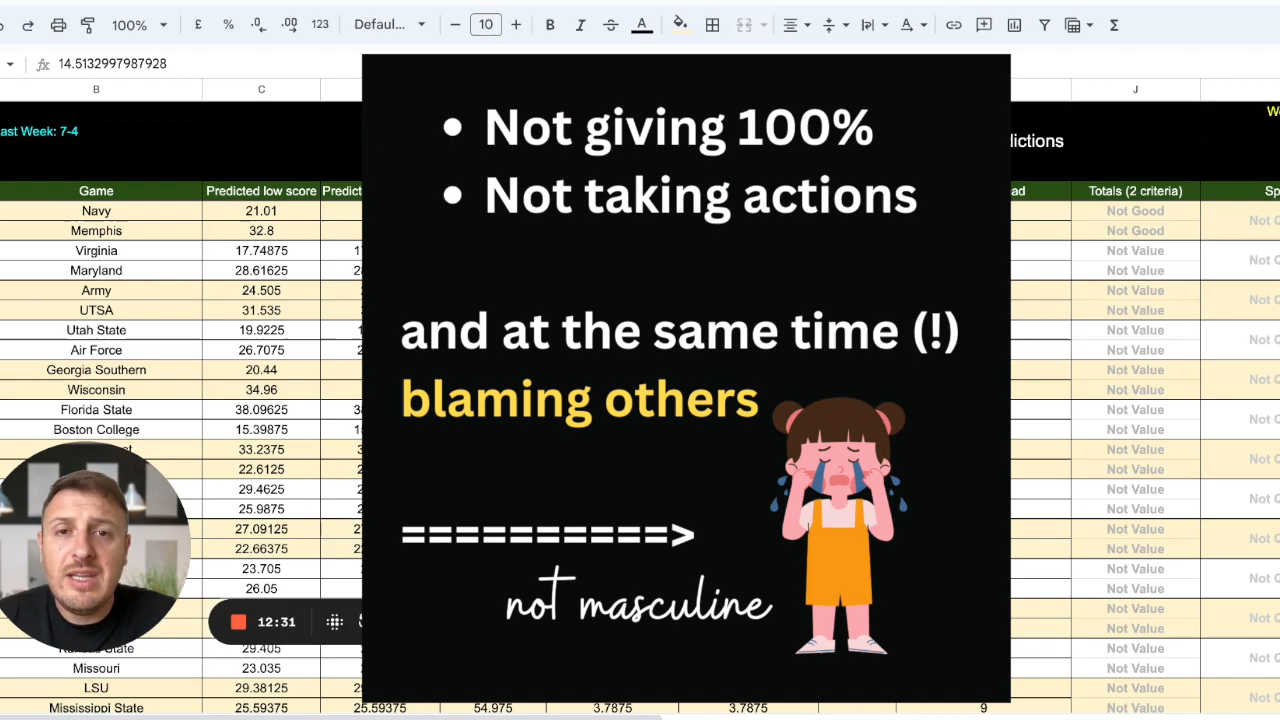 100%
£
%
.0
.00
123
Defaul...
10
B
I
A
fx 14.5132997987928
B
C
J
Last Week: 7-4
Game
Predicted low score
Totals (2 criteria)
Navy 21.01 Not Good
Memphis 32.8 Not Good
Virginia 17.74875 Not Value
Maryland 28.61625 Not Value
Army 24.505 Not Value
UTSA 31.535 Not Value
Utah State 19.9225 Not Value
Air Force 26.7075 Not Value
Georgia Southern 20.44 Not Value
Wisconsin 34.96 Not Value
Florida State 38.09625 Not Value
Boston College 15.39875 Not Value
33.2375 Not Value
22.6125 Not Value
29.4625 Not Value
25.9875 Not Value
27.09125 Not Value
22.66375 Not Value
23.705 Not Value
26.05 Not Value
Not Value
Not Value
State 29.405 Not Value
Missouri 23.035 Not Value
LSU 29.38125 Not Value
Mississippi State 25.59375 25.59375 54.975 3.7875 3.7875 9 Not Value
• Not giving 100%
• Not taking actions
and at the same time (!)
blaming others
==========>
not masculine
12:31